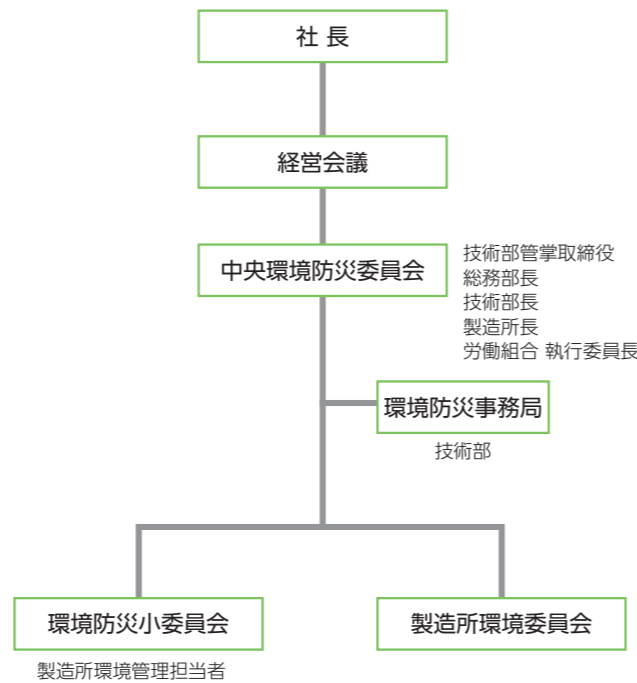 社 長
経営会議
中央環境防災委員会
技術部管掌取締役
総務部長
技術部長
製造所長
労働組合 執行委員長
環境防災事務局
技術部
環境防災小委員会
製造所環境委員会
製造所環境管理担当者